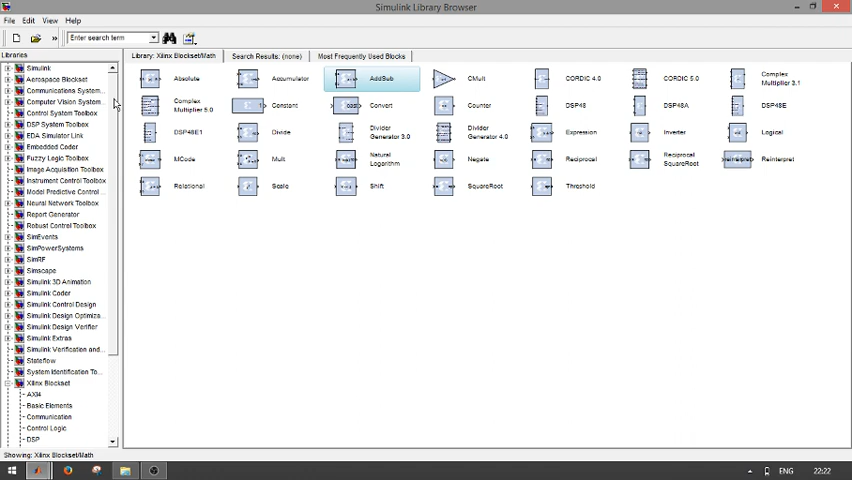 Simulink Library Browser
File Edit View Help
» Enter search term
Libraries
Library: Xilinx Blockset/Math Search Results: (none) Most Frequently Used Blocks
Simulink
Aerospace Blockset
Communications System...
Computer Vision System...
Control System Toolbox
DSP System Toolbox
EDA Simulator Link
Embedded Coder
Fuzzy Logic Toolbox
Image Acquisition Toolbox
Instrument Control Toolbox
Model Predictive Control ...
Neural Network Toolbox
Report Generator
Robust Control Toolbox
SimEvents
SimPowerSystems
SimRF
Simscape
Simulink 3D Animation
Simulink Coder
Simulink Control Design
Simulink Design Optimiza...
Simulink Design Verifier
Simulink Extras
Simulink Verification and...
Stateflow
System Identification To...
Xilinx Blockset
AXI4
Basic Elements
Communication
Control Logic
DSP
Absolute Accumulator AddSub CMult CORDIC 4.0 CORDIC 5.0 Complex
Multiplier 3.1
Complex
Multiplier 5.0 Constant Convert Counter DSP48 DSP48A DSP48E
DSP48E1 Divide Divider
Generator 3.0 Divider
Generator 4.0 Expression Inverter Logical
MCode Mult Natural
Logarithm Negate Reciprocal Reciprocal
SquareRoot Reinterpret
Relational Scale Shift SquareRoot Threshold
Showing: Xilinx Blockset/Math
ENG 22:22